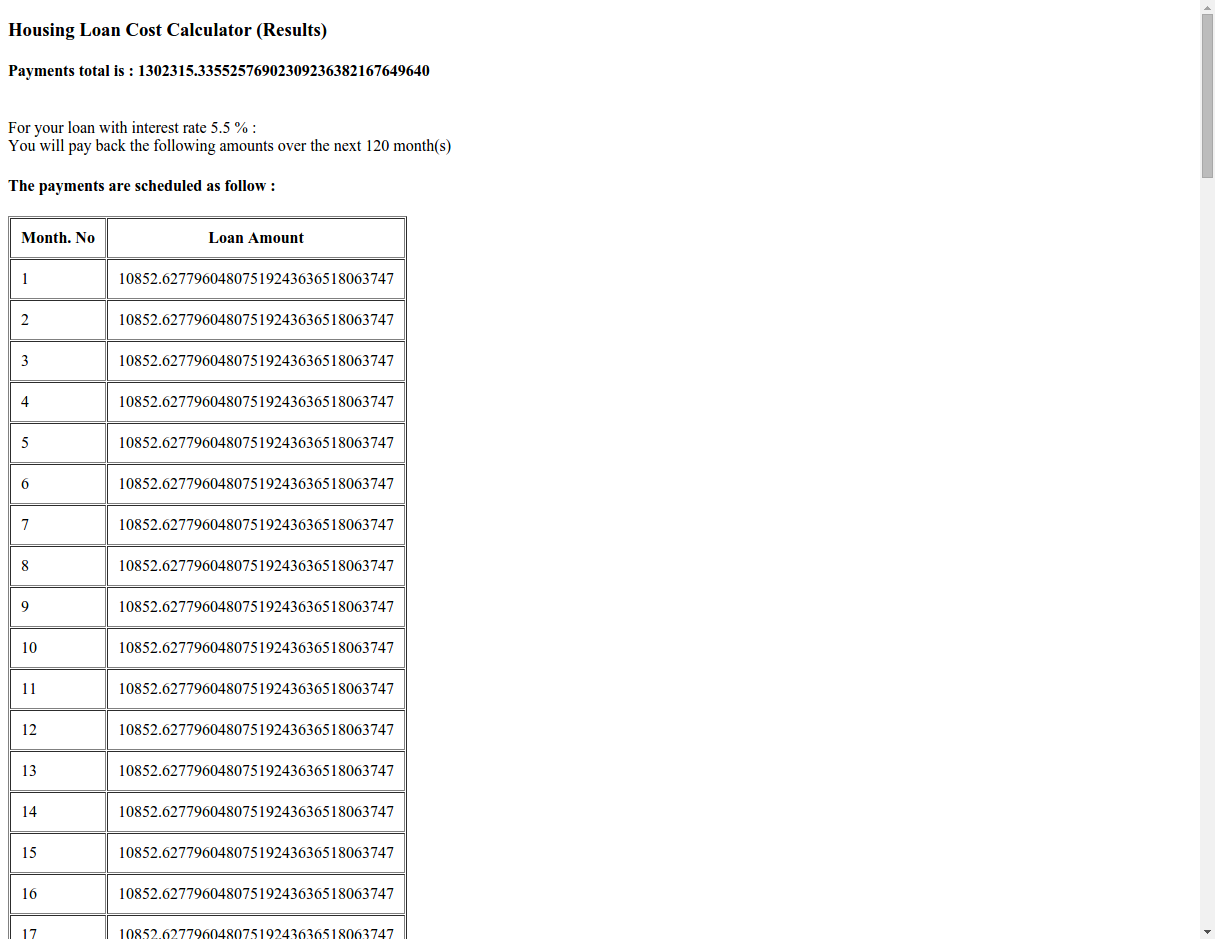 Housing Loan Cost Calculator (Results)
Payments total is : 1302315.33552576902309236382167649640
For your loan with interest rate 5.5 % :
You will pay back the following amounts over the next 120 month(s)
The payments are scheduled as follow :
Month. No Loan Amount
1 10852.62779604807519243636518063747
2 10852.62779604807519243636518063747
3 10852.62779604807519243636518063747
4 10852.62779604807519243636518063747
5 10852.62779604807519243636518063747
6 10852.62779604807519243636518063747
7 10852.62779604807519243636518063747
8 10852.62779604807519243636518063747
9 10852.62779604807519243636518063747
10 10852.62779604807519243636518063747
11 10852.62779604807519243636518063747
12 10852.62779604807519243636518063747
13 10852.62779604807519243636518063747
14 10852.62779604807519243636518063747
15 10852.62779604807519243636518063747
16 10852.62779604807519243636518063747
17 10852.62779604807519243636518063747